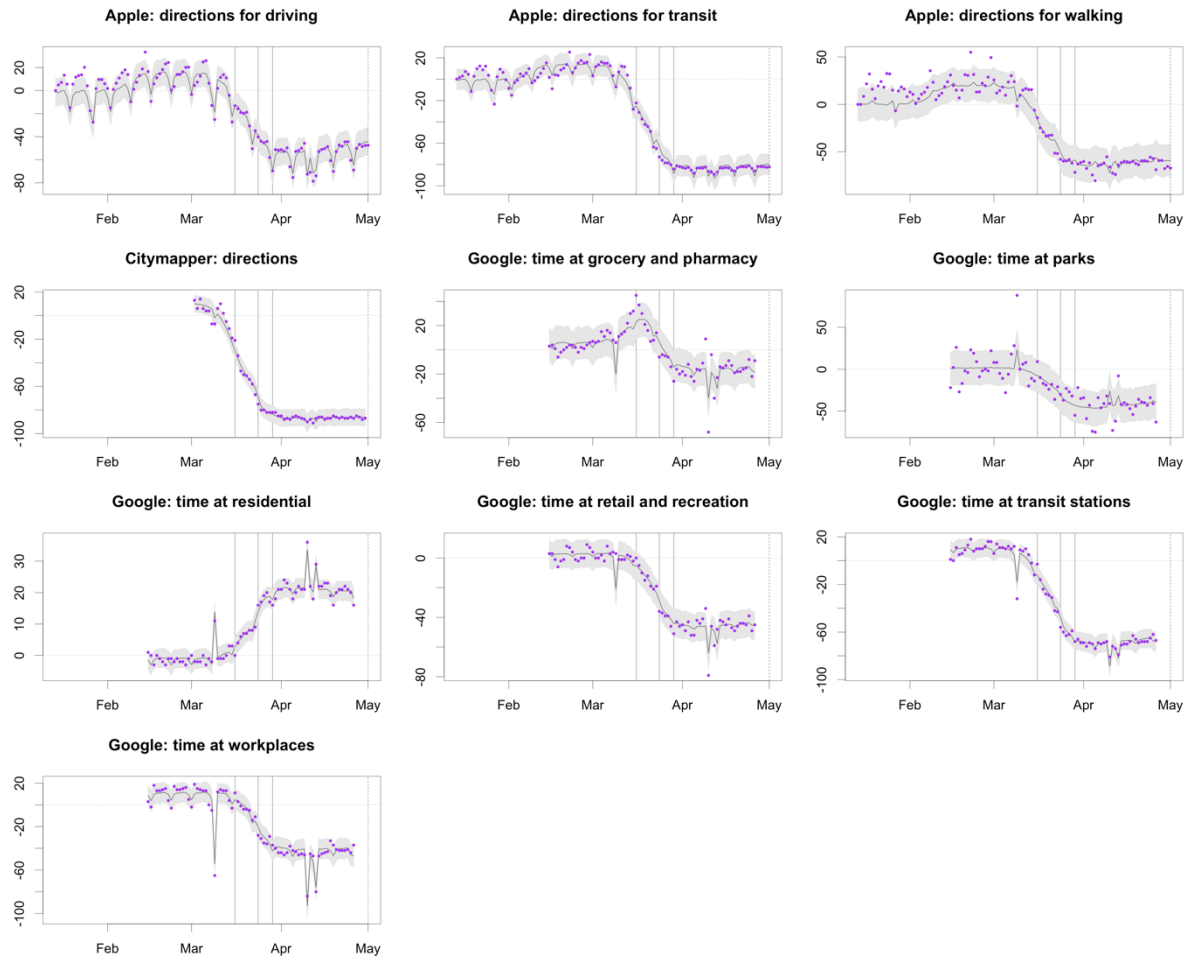 Apple: directions for driving
20
0
-40
-80
Feb Mar Apr May
Apple: directions for transit
20
-20
-60
-100
Feb Mar Apr May
Apple: directions for walking
50
0
-50
Feb Mar Apr May
Citymapper: directions
20
-20
-60
-100
Feb Mar Apr May
Google: time at grocery and pharmacy
20
-20
-60
Feb Mar Apr May
Google: time at parks
50
0
-50
Feb Mar Apr May
Google: time at residential
30
20
10
0
Feb Mar Apr May
Google: time at retail and recreation
0
-40
-80
Feb Mar Apr May
Google: time at transit stations
20
-20
-60
-100
Feb Mar Apr May
Google: time at workplaces
20
-20
-60
-100
Feb Mar Apr May